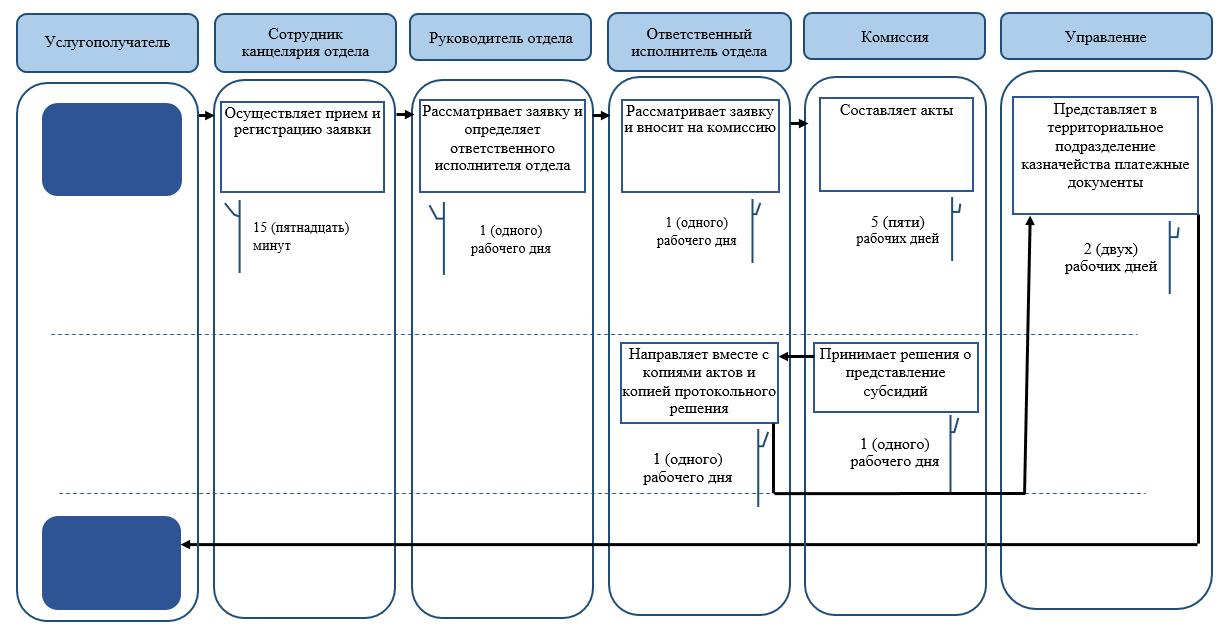 Услугополучатель
Сотрудник
канцелярия отдела
Руководитель отдела
Ответственный
исполнитель отдела
Комиссия
Управление
Осуществляет прием и
регистрацию заявки
Рассматривает заявку и
определяет
ответственного
исполнителя отдела
Рассматривает заявку
и вносит на комиссию
Составляет акты
Представляет в
территориальное
подразделение
казначейства платежные
документы
15 (пятнадцать)
минут
1 (одного)
рабочего дня
1 (одного)
рабочего дня
5 (пяти)
рабочих дней
2 (двух)
рабочих дней
Направляет вместе с
копиями актов и
копией протокольного
решения
Принимает решения о
представление
субсидий
1 (одного)
рабочего дня
1 (одного)
рабочего дня